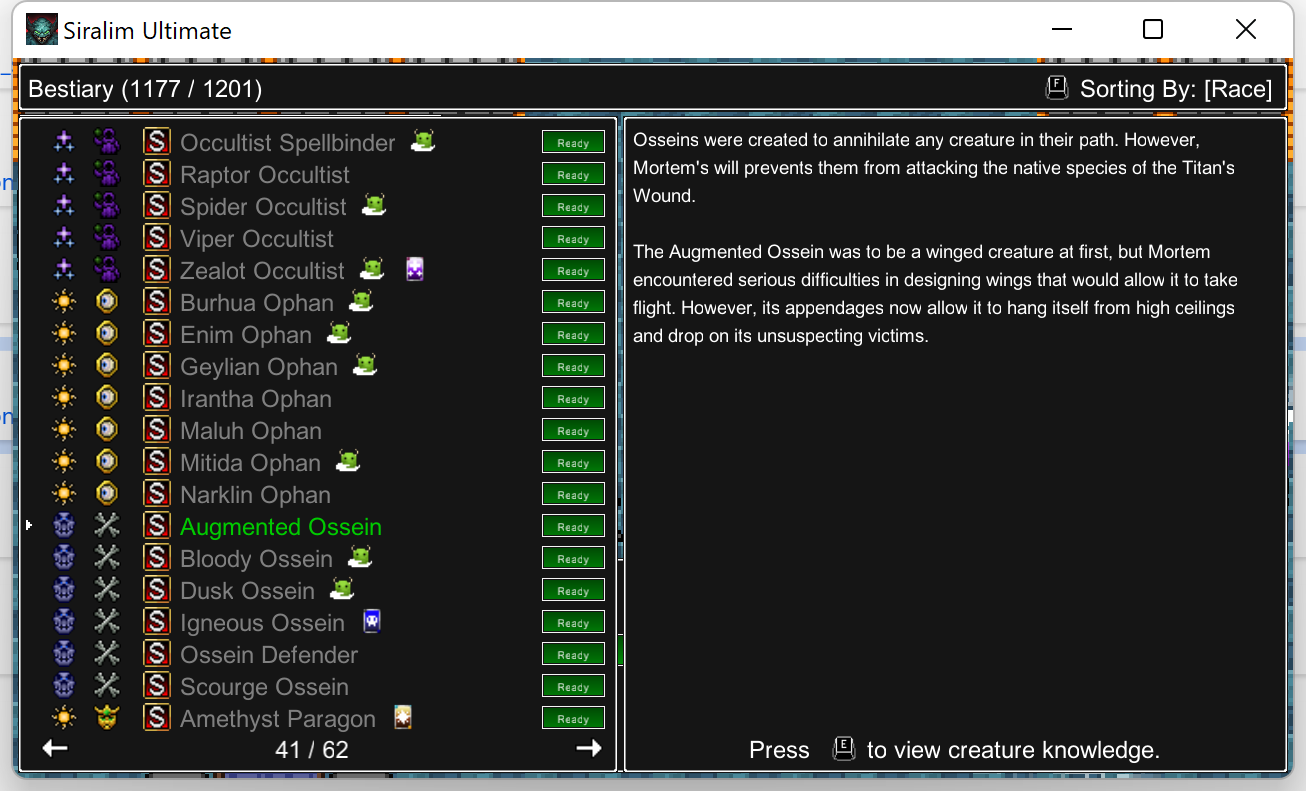 Siralim Ultimate
Bestiary (1177 / 1201)
F Sorting By: [Race]
S Occultist Spellbinder Ready
S Raptor Occultist Ready
S Spider Occultist Ready
S Viper Occultist Ready
S Zealot Occultist Ready
S Burhua Ophan Ready
S Enim Ophan Ready
S Geylian Ophan Ready
S Irantha Ophan Ready
S Maluh Ophan Ready
S Mitida Ophan Ready
S Narklin Ophan Ready
S Augmented Ossein Ready
S Bloody Ossein Ready
S Dusk Ossein Ready
S Igneous Ossein Ready
S Ossein Defender Ready
S Scourge Ossein Ready
S Amethyst Paragon Ready
41 / 62
Osseins were created to annihilate any creature in their path. However,
Mortem's will prevents them from attacking the native species of the Titan's
Wound.
The Augmented Ossein was to be a winged creature at first, but Mortem
encountered serious difficulties in designing wings that would allow it to take
flight. However, its appendages now allow it to hang itself from high ceilings
and drop on its unsuspecting victims.
Press E to view creature knowledge.